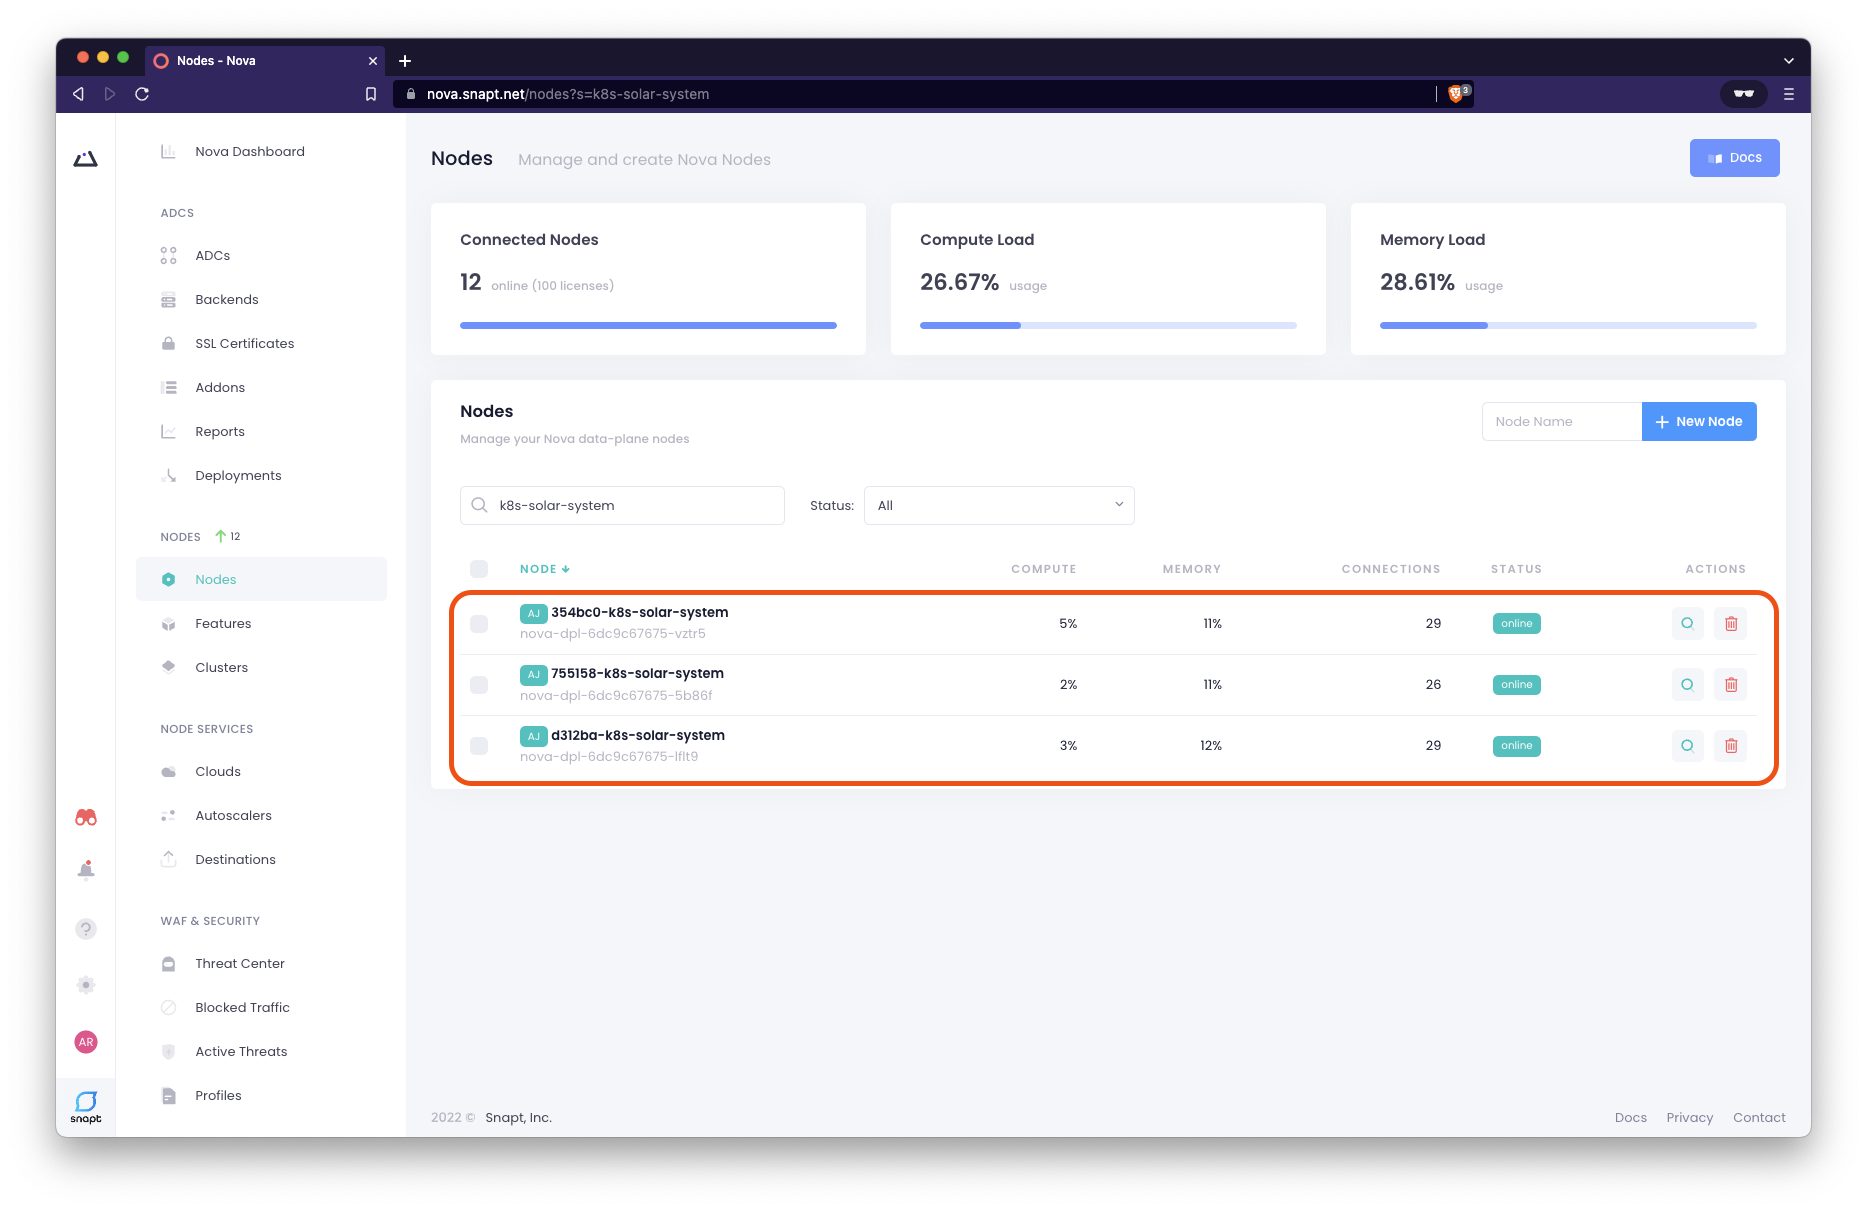 Nodes - Nova
nova.snapt.net/nodes?s=k8s-solar-system
3
Nova Dashboard
ADCS
ADCs
Backends
SSL Certificates
Addons
Reports
Deployments
NODES 12
Nodes
Features
Clusters
NODE SERVICES
Clouds
Autoscalers
Destinations
WAF & SECURITY
Threat Center
Blocked Traffic
Active Threats
Profiles
?
AR
snapt
Nodes Manage and create Nova Nodes
Docs
Connected Nodes
12 online (100 licenses)
Compute Load
26.67% usage
Memory Load
28.61% usage
Nodes
Manage your Nova data-plane nodes
Node Name
New Node
k8s-solar-system
Status: All
NODE COMPUTE MEMORY CONNECTIONS STATUS ACTIONS
AJ 354bc0-k8s-solar-system 5% 11% 29 online
nova-dpl-6dc9c67675-vztr5
AJ 755158-k8s-solar-system 2% 11% 26 online
nova-dpl-6dc9c67675-5b86f
AJ d312ba-k8s-solar-system 3% 12% 29 online
nova-dpl-6dc9c67675-lflt9
2022 © Snapt, Inc.
Docs Privacy Contact